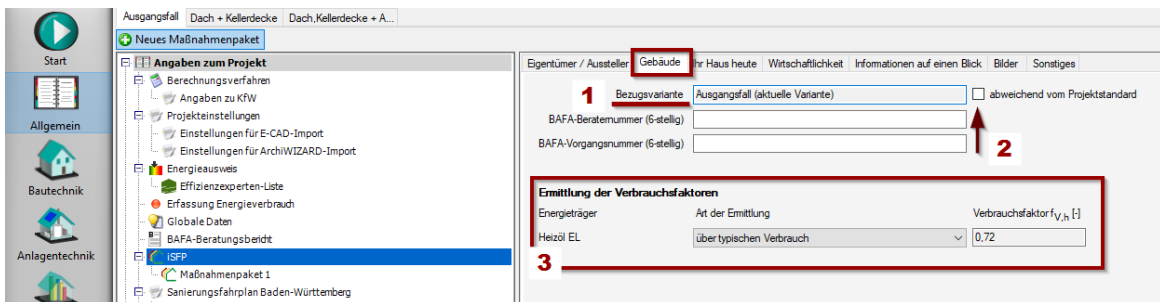 Ausgangsfall Dach + Kellerdecke Dach,Kellerdecke + A...
Neues Maßnahmenpaket
Start
Allgemein
Bautechnik
Anlagentechnik
Angaben zum Projekt
Berechnungsverfahren
Angaben zu KfW
Projekteinstellungen
Einstellungen für E-CAD-Import
Einstellungen für ArchiWIZARD-Import
Energieausweis
Effizienzexperten-Liste
Erfassung Energieverbrauch
Globale Daten
BAFA-Beratungsbericht
iSFP
Maßnahmenpaket 1
Sanierungsfahrplan Baden-Württemberg
Eigentümer / Aussteller Gebäude Ihr Haus heute Wirtschaftlichkeit Informationen auf einen Blick Bilder Sonstiges
1 Bezugsvariante Ausgangsfall (aktuelle Variante) abweichend vom Projektstandard
BAFA-Beraternummer (6-stellig)
BAFA-Vorgangsnummer (6-stellig)
2
Ermittlung der Verbrauchsfaktoren
Energieträger Art der Ermittlung Verbrauchsfaktor fV,h [-]
Heizöl EL über typischen Verbrauch 0,72
3